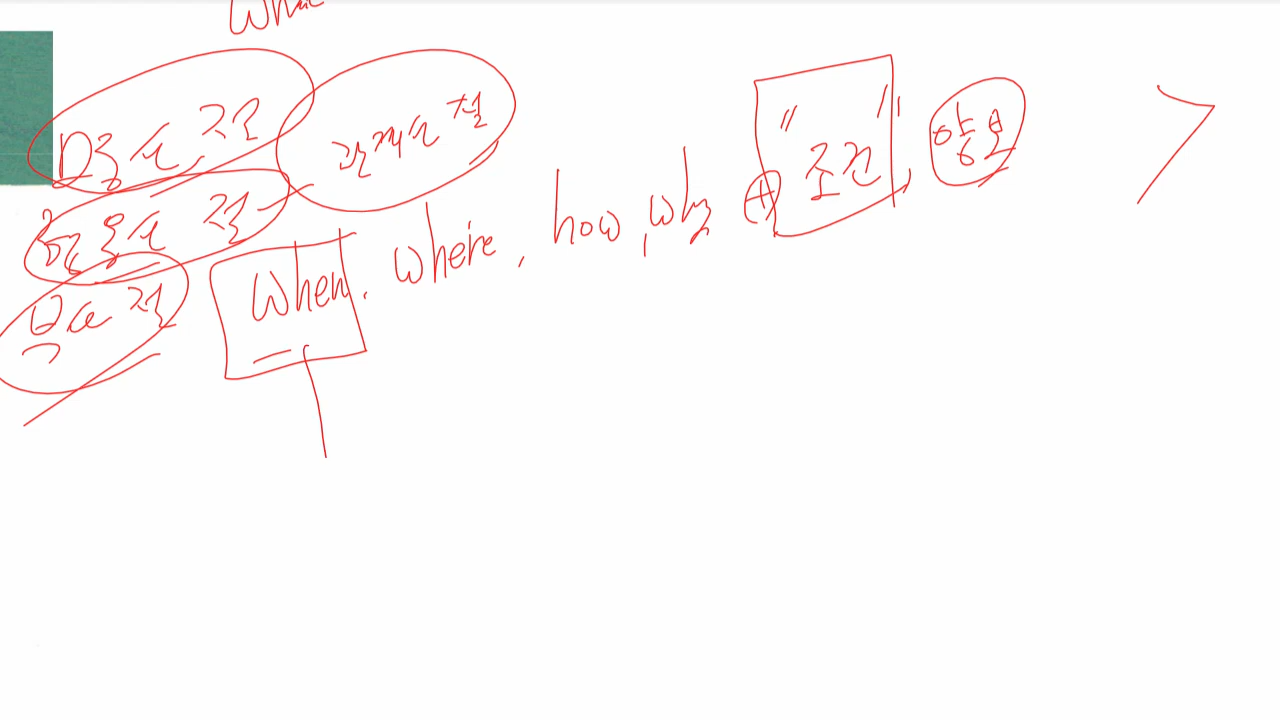 명사절 관계사절
형용사절
부사절
when, where, how, why ⊕ "조건", 양보